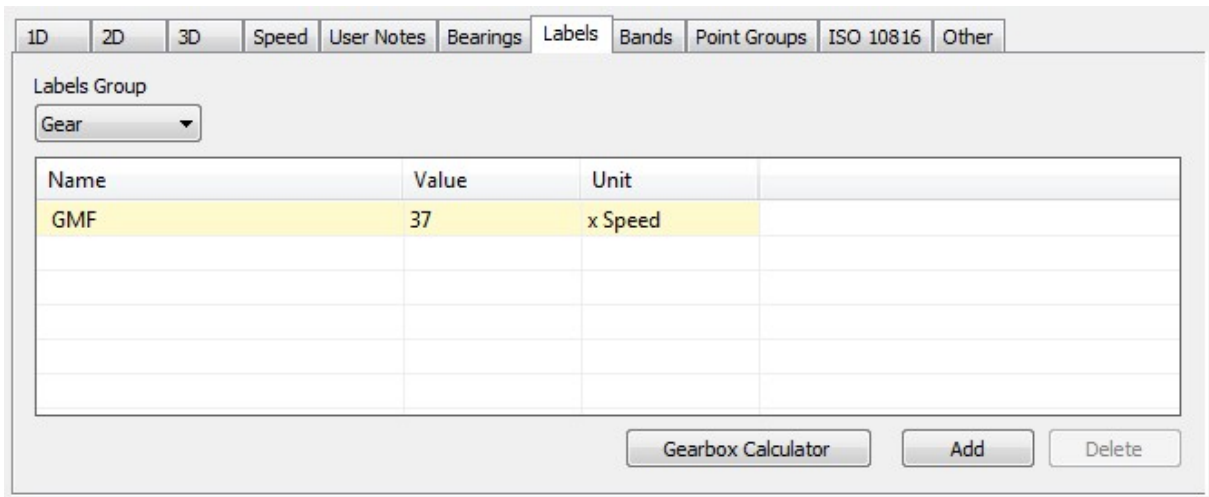 1D 2D 3D Speed User Notes Bearings Labels Bands Point Groups ISO 10816 Other
Labels Group
Gear
Name Value Unit
GMF 37 x Speed
Gearbox Calculator Add Delete